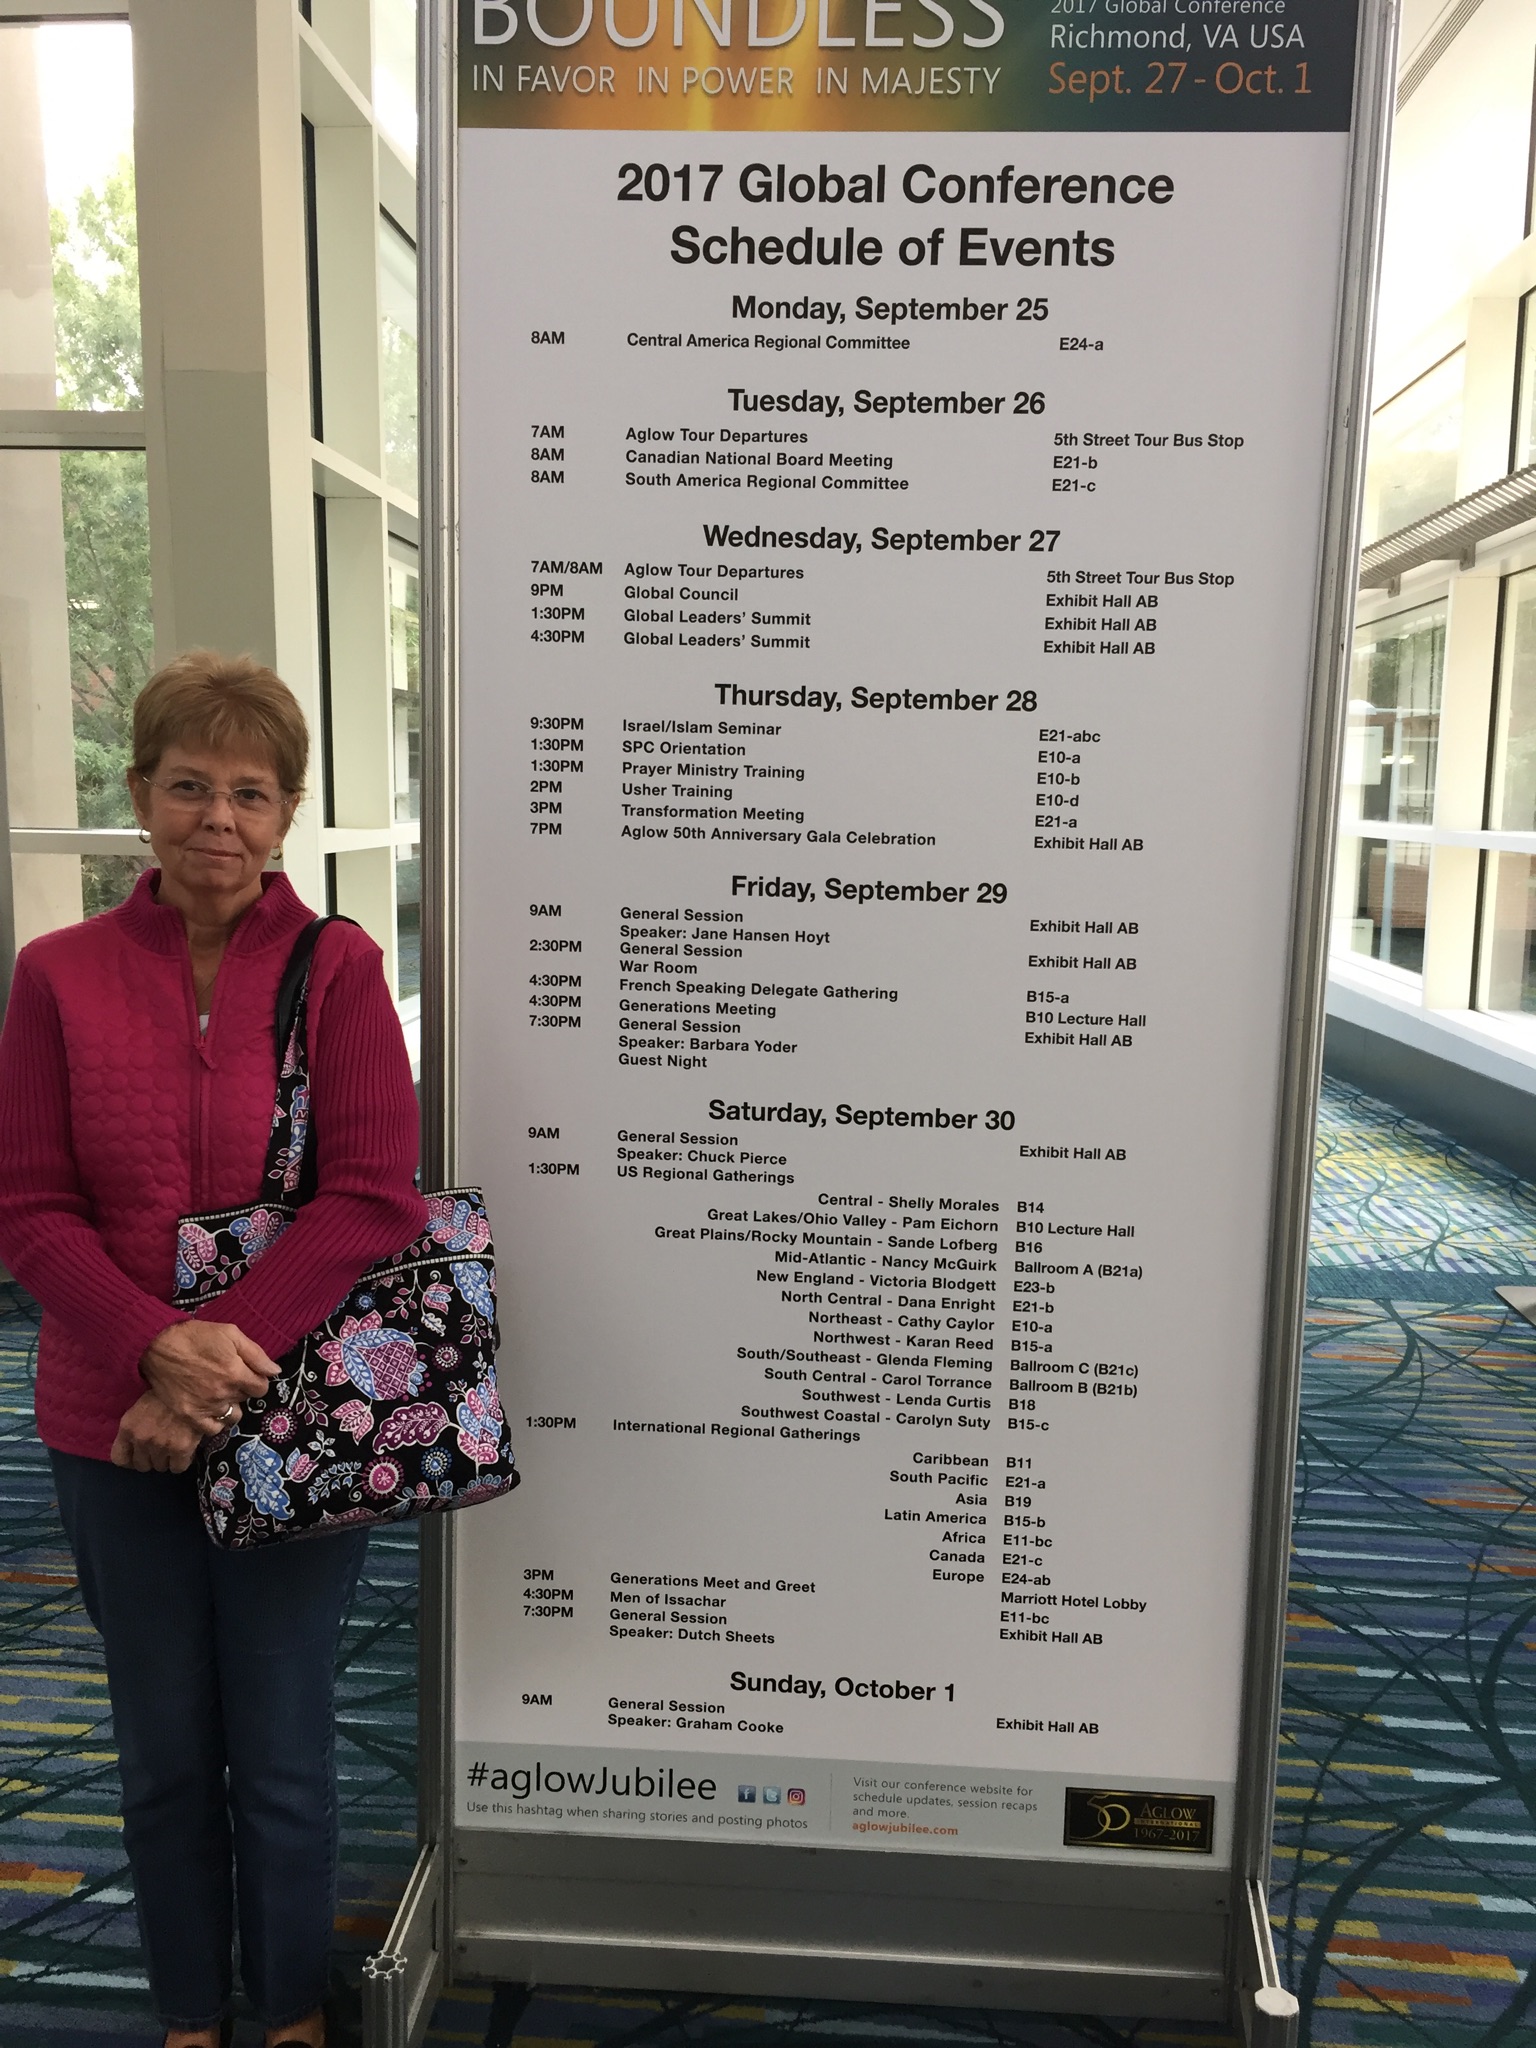 BOUNDLESS
IN FAVOR IN POWER IN MAJESTY
2017 Global Conference
Richmond, VA USA
Sept. 27 - Oct. 1
2017 Global Conference
Schedule of Events
Monday, September 25
8AM Central America Regional Committee E24-a
Tuesday, September 26
7AM Aglow Tour Departures 5th Street Tour Bus Stop
8AM Canadian National Board Meeting E21-b
8AM South America Regional Committee E21-c
Wednesday, September 27
7AM/8AM Aglow Tour Departures 5th Street Tour Bus Stop
9PM Global Council Exhibit Hall AB
1:30PM Global Leaders' Summit Exhibit Hall AB
4:30PM Global Leaders' Summit Exhibit Hall AB
Thursday, September 28
9:30PM Israel/Islam Seminar E21-abc
1:30PM SPC Orientation E10-a
1:30PM Prayer Ministry Training E10-b
2PM Usher Training E10-d
3PM Transformation Meeting E21-a
7PM Aglow 50th Anniversary Gala Celebration Exhibit Hall AB
Friday, September 29
9AM General Session Exhibit Hall AB
Speaker: Jane Hansen Hoyt
2:30PM General Session Exhibit Hall AB
War Room
4:30PM French Speaking Delegate Gathering B15-a
4:30PM Generations Meeting B10 Lecture Hall
7:30PM General Session Exhibit Hall AB
Speaker: Barbara Yoder
Guest Night
Saturday, September 30
9AM General Session Exhibit Hall AB
Speaker: Chuck Pierce
1:30PM US Regional Gatherings
Central - Shelly Morales B14
Great Lakes/Ohio Valley - Pam Eichorn B10 Lecture Hall
Great Plains/Rocky Mountain - Sande Lofberg B16
Mid-Atlantic - Nancy McGuirk Ballroom A (B21a)
New England - Victoria Blodgett E23-b
North Central - Dana Enright E21-b
Northeast - Cathy Caylor E10-a
Northwest - Karan Reed B15-a
South/Southeast - Glenda Fleming Ballroom C (B21c)
South Central - Carol Torrance Ballroom B (B21b)
Southwest - Lenda Curtis B18
Southwest Coastal - Carolyn Suty B15-c
1:30PM International Regional Gatherings
Caribbean B11
South Pacific E21-a
Asia B19
Latin America B15-b
Africa E11-bc
Canada E21-c
Europe E24-ab
3PM Generations Meet and Greet Marriott Hotel Lobby
4:30PM Men of Issachar E11-bc
7:30PM General Session Exhibit Hall AB
Speaker: Dutch Sheets
Sunday, October 1
9AM General Session Exhibit Hall AB
Speaker: Graham Cooke
#aglowJubilee
Use this hashtag when sharing stories and posting photos
Visit our conference website for
schedule updates, session recaps
and more.
aglowjubilee.com
50 AGLOW
INTERNATIONAL
1967-2017